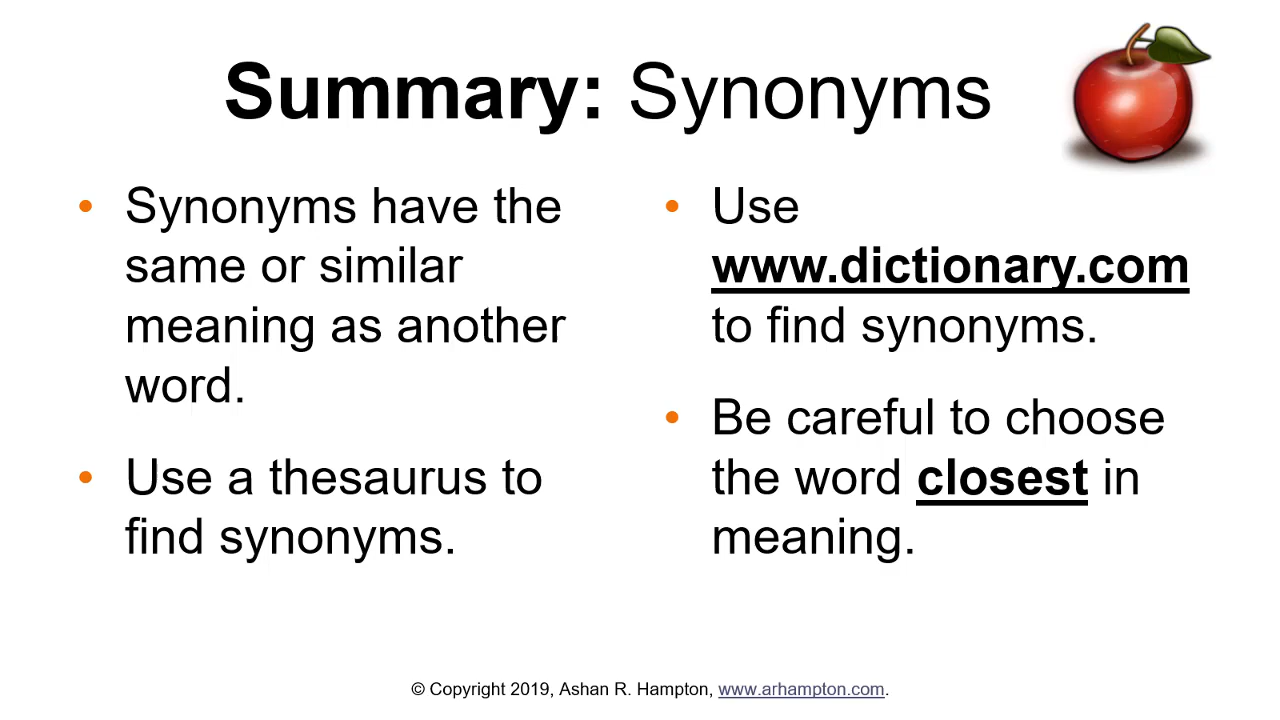 Summary: Synonyms
• Synonyms have the
same or similar
meaning as another
word.
• Use a thesaurus to
find synonyms.
• Use
www.dictionary.com
to find synonyms.
• Be careful to choose
the word closest in
meaning.
© Copyright 2019, Ashan R. Hampton, www.arhampton.com.